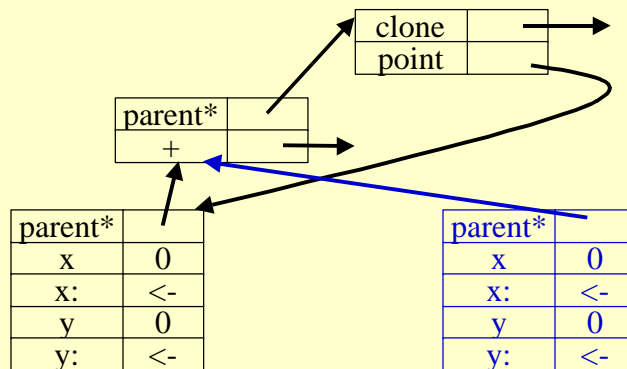 clone
point
parent*
+
parent*
x 0
x: <-
y 0
y: <-
parent*
x 0
x: <-
y 0
y: <-